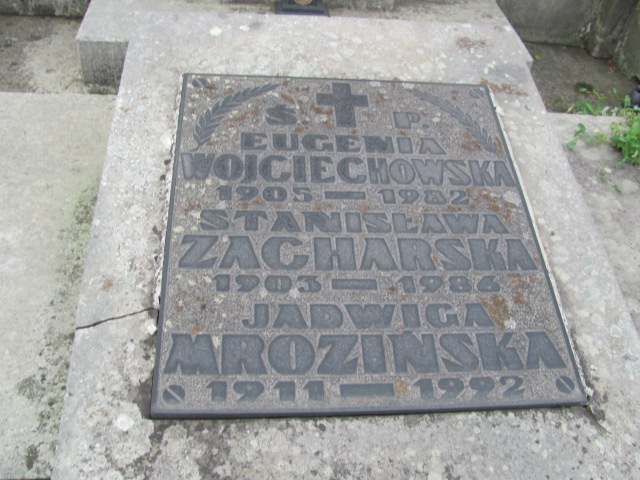 Ś. P.
EUGENIA
WOJCIECHOWSKA
1905 – 1982
STANISŁAWA
ZACHARSKA
1903 – 1986
JADWIGA
MROZIŃSKA
1911 – 1992